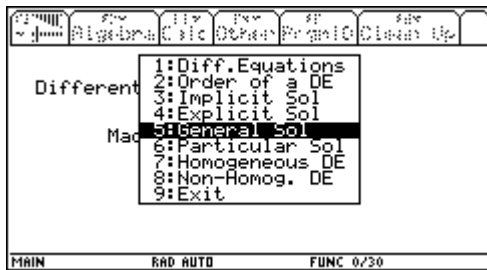 Algebra Calc Other PrgmIO Clean Up
1:Diff.Equations
2:Order of a DE
Different
3:Implicit Sol
4:Explicit Sol
5:General Sol
Mad
6:Particular Sol
7:Homogeneous DE
8:Non-Homog. DE
9:Exit
MAIN RAD AUTO FUNC 0/30